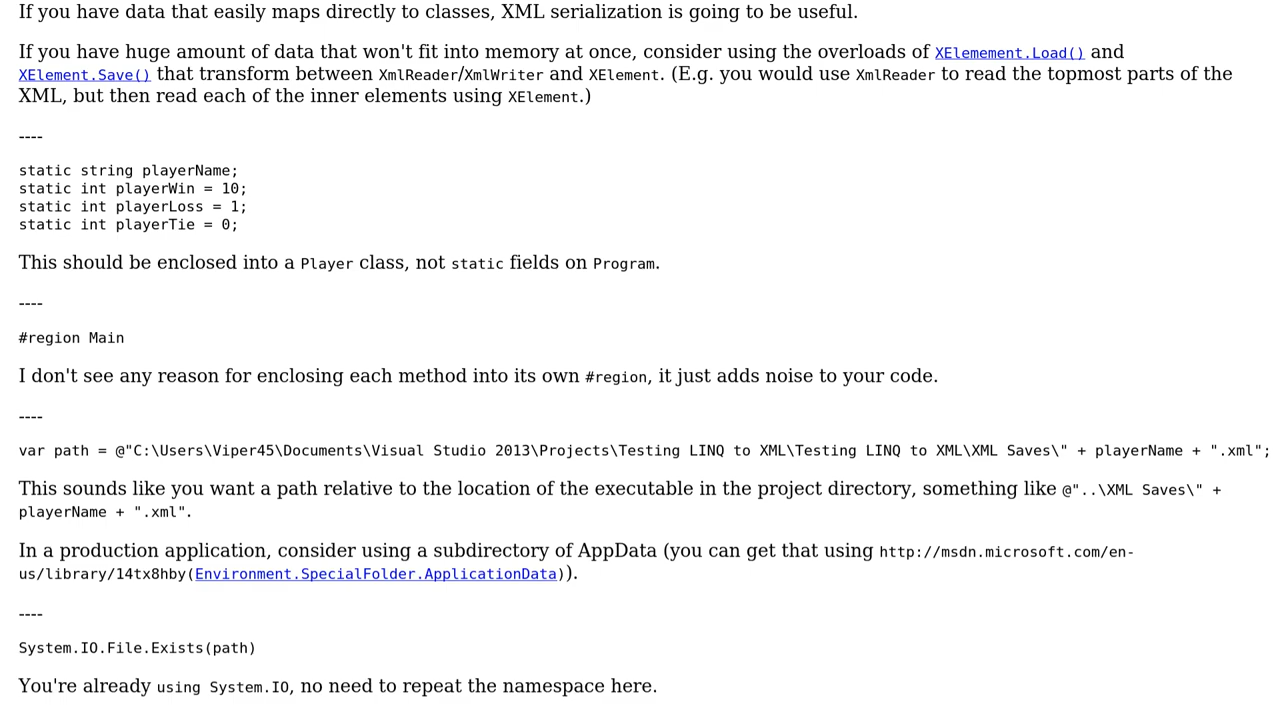 If you have data that easily maps directly to classes, XML serialization is going to be useful.
If you have huge amount of data that won't fit into memory at once, consider using the overloads of XElemement.Load() and
XElement.Save() that transform between XmlReader/XmlWriter and XElement. (E.g. you would use XmlReader to read the topmost parts of the
XML, but then read each of the inner elements using XElement.)
----
static string playerName;
static int playerWin = 10;
static int playerLoss = 1;
static int playerTie = 0;
This should be enclosed into a Player class, not static fields on Program.
----
#region Main
I don't see any reason for enclosing each method into its own #region, it just adds noise to your code.
----
var path = @"C:\Users\Viper45\Documents\Visual Studio 2013\Projects\Testing LINQ to XML\Testing LINQ to XML\XML Saves\" + playerName + ".xml";
This sounds like you want a path relative to the location of the executable in the project directory, something like @"..\XML Saves\" +
playerName + ".xml".
In a production application, consider using a subdirectory of AppData (you can get that using http://msdn.microsoft.com/en-
us/library/14tx8hby(Environment.SpecialFolder.ApplicationData)).
----
System.IO.File.Exists(path)
You're already using System.IO, no need to repeat the namespace here.